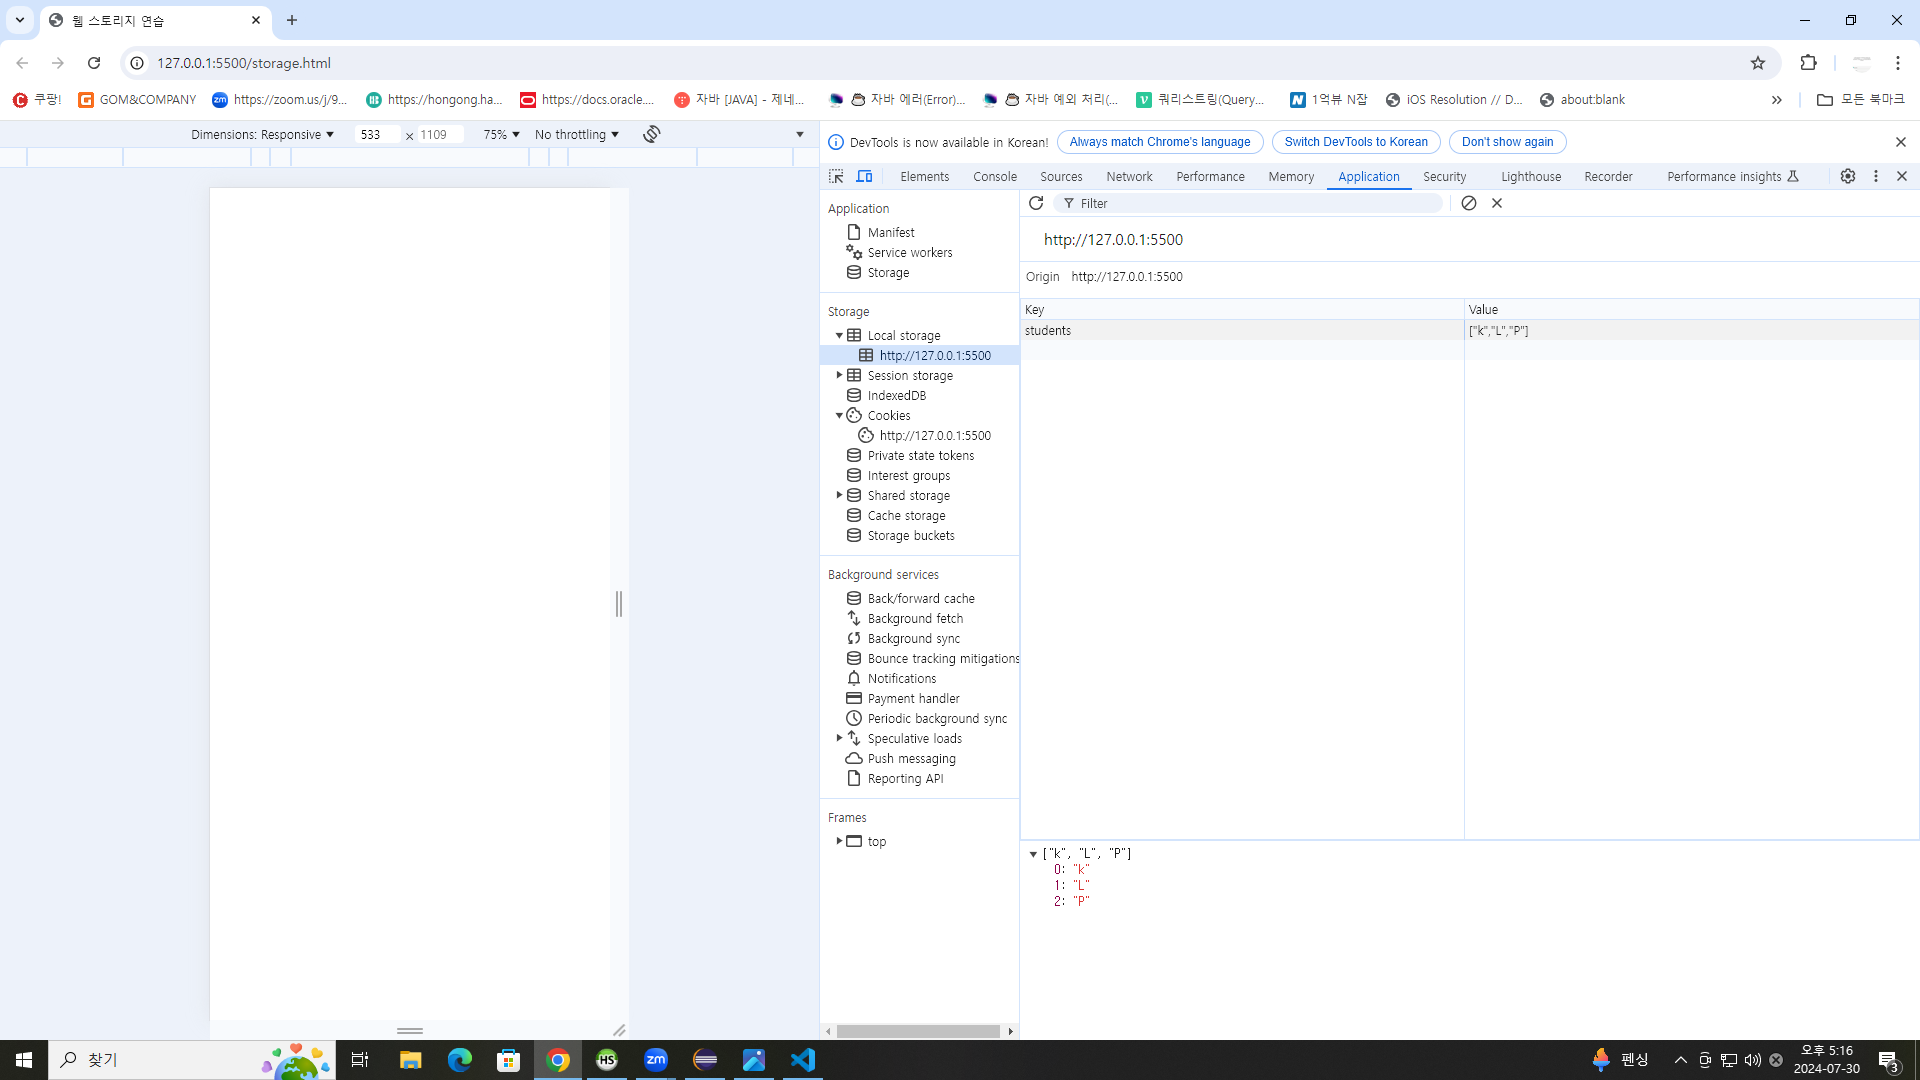 웹 스토리지 연습
127.0.0.1:5500/storage.html
쿠팡! GOM&COMPANY https://zoom.us/j/9... https://hongong.ha... https://docs.oracle.... 자바 [JAVA] - 제네... 자바 에러(Error)... 자바 예외 처리(... 쿼리스트링(Query... 1억뷰 N잡 iOS Resolution // D... about:blank » 모든 북마크
Dimensions: Responsive 533 × 1109 75% No throttling
DevTools is now available in Korean! Always match Chrome's language Switch DevTools to Korean Don't show again
Elements Console Sources Network Performance Memory Application Security Lighthouse Recorder Performance insights
Filter
Application
Manifest
Service workers
Storage
Storage
Local storage
http://127.0.0.1:5500
Session storage
IndexedDB
Cookies
http://127.0.0.1:5500
Private state tokens
Interest groups
Shared storage
Cache storage
Storage buckets
Background services
Back/forward cache
Background fetch
Background sync
Bounce tracking mitigations
Notifications
Payment handler
Periodic background sync
Speculative loads
Push messaging
Reporting API
Frames
top
http://127.0.0.1:5500
Origin http://127.0.0.1:5500
Key Value
students ["k","L","P"]
["k", "L", "P"]
0: "k"
1: "L"
2: "P"
찾기
HS
zm
펜싱
오후 5:16
2024-07-30
3